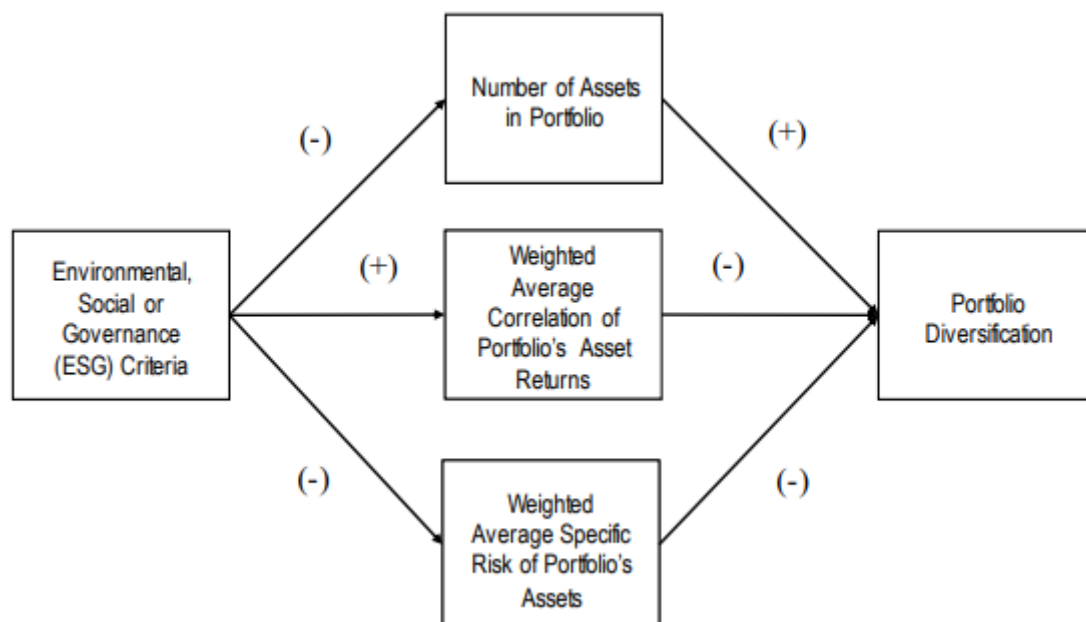 Number of Assets
in Portfolio
(-)
(+)
Environmental,
Social or
Governance
(ESG) Criteria
(+)
Weighted
Average
Correlation of
Portfolio's Asset
Returns
(-)
Portfolio
Diversification
(-)
Weighted
Average Specific
Risk of Portfolio's
Assets
(-)